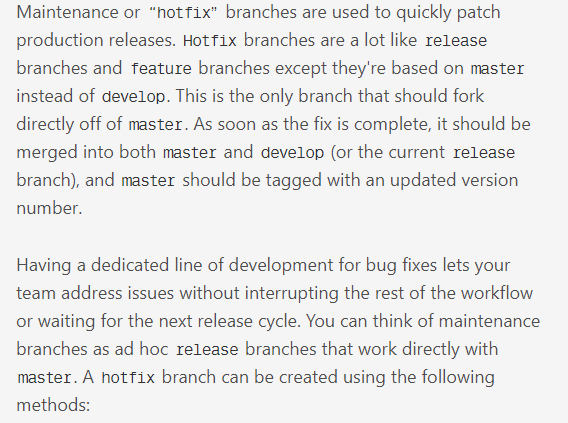 Maintenance or “hotfix” branches are used to quickly patch
production releases. Hotfix branches are a lot like release
branches and feature branches except they're based on master
instead of develop. This is the only branch that should fork
directly off of master. As soon as the fix is complete, it should be
merged into both master and develop (or the current release
branch), and master should be tagged with an updated version
number.
Having a dedicated line of development for bug fixes lets your
team address issues without interrupting the rest of the workflow
or waiting for the next release cycle. You can think of maintenance
branches as ad hoc release branches that work directly with
master. A hotfix branch can be created using the following
methods: